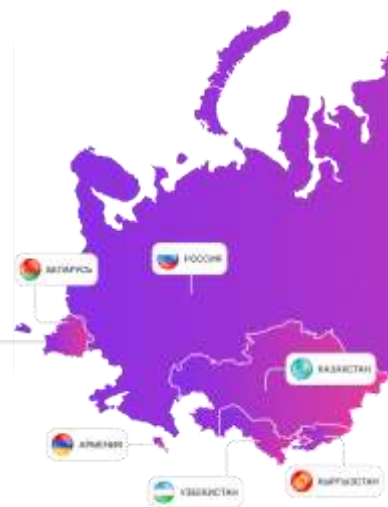 РОССИЯ
БЕЛАРУСЬ
КАЗАХСТАН
АРМЕНИЯ
КЫРГЫЗСТАН
УЗБЕКИСТАН